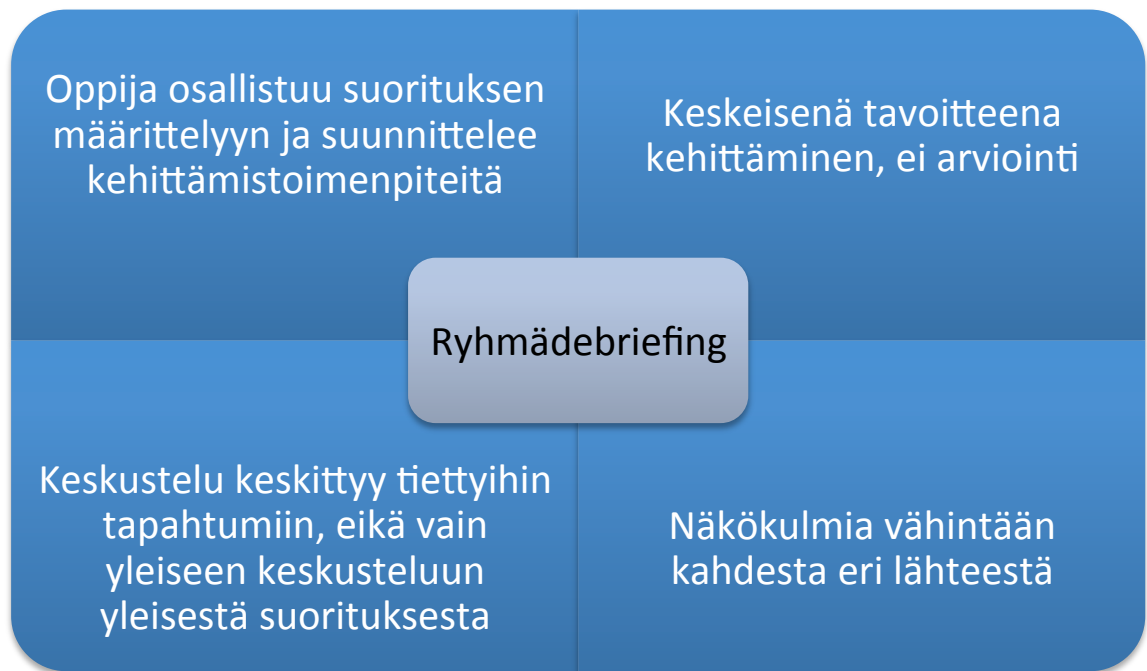 Oppija osallistuu suorituksen
määrittelyyn ja suunnittelee
kehittämistoimenpiteitä
Keskeisenä tavoitteena
kehittäminen, ei arviointi
Ryhmädebriefing
Keskustelu keskittyy tiettyihin
tapahtumiin, eikä vain
yleiseen keskusteluun
yleisestä suorituksesta
Näkökulmia vähintään
kahdesta eri lähteestä